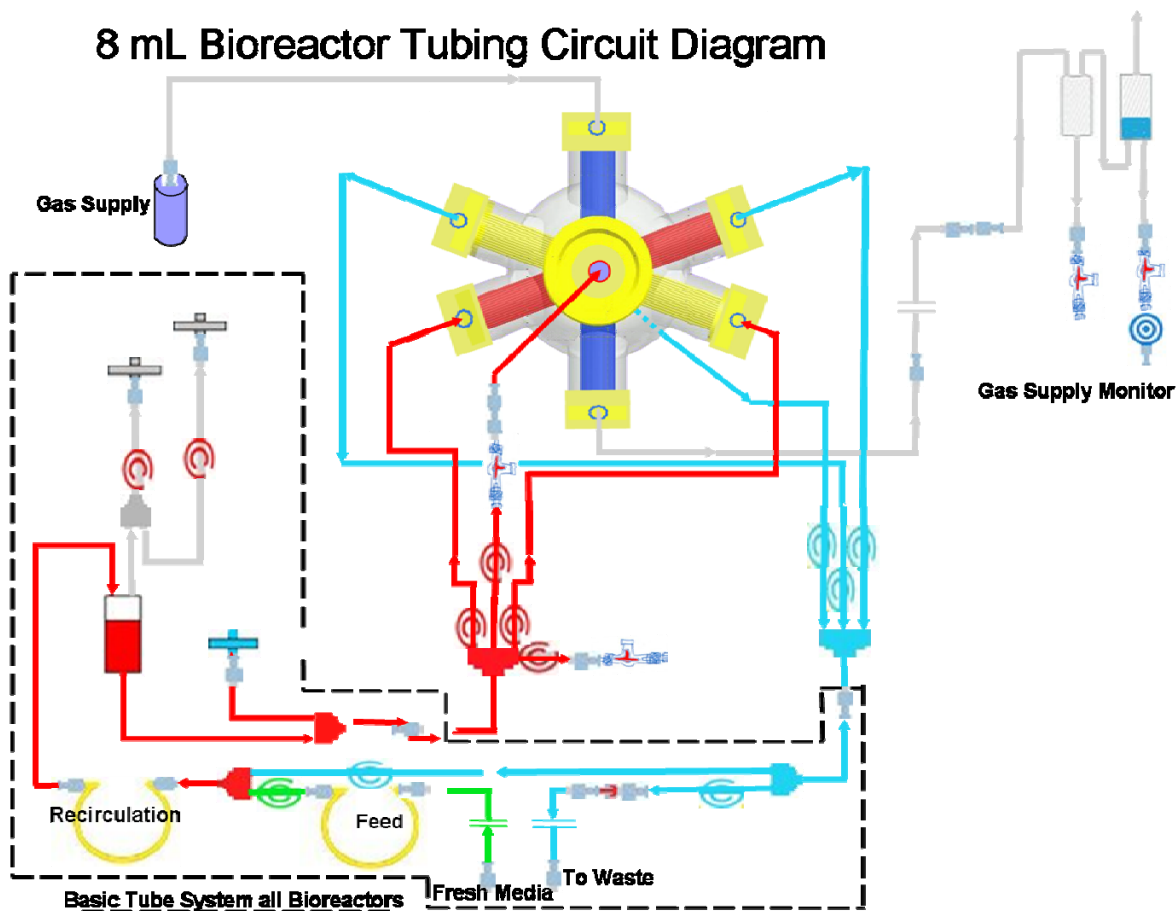 8 mL Bioreactor Tubing Circuit Diagram
Gas Supply
Gas Supply Monitor
Recirculation
Feed
Fresh Media
To Waste
Basic Tube System all Bioreactors